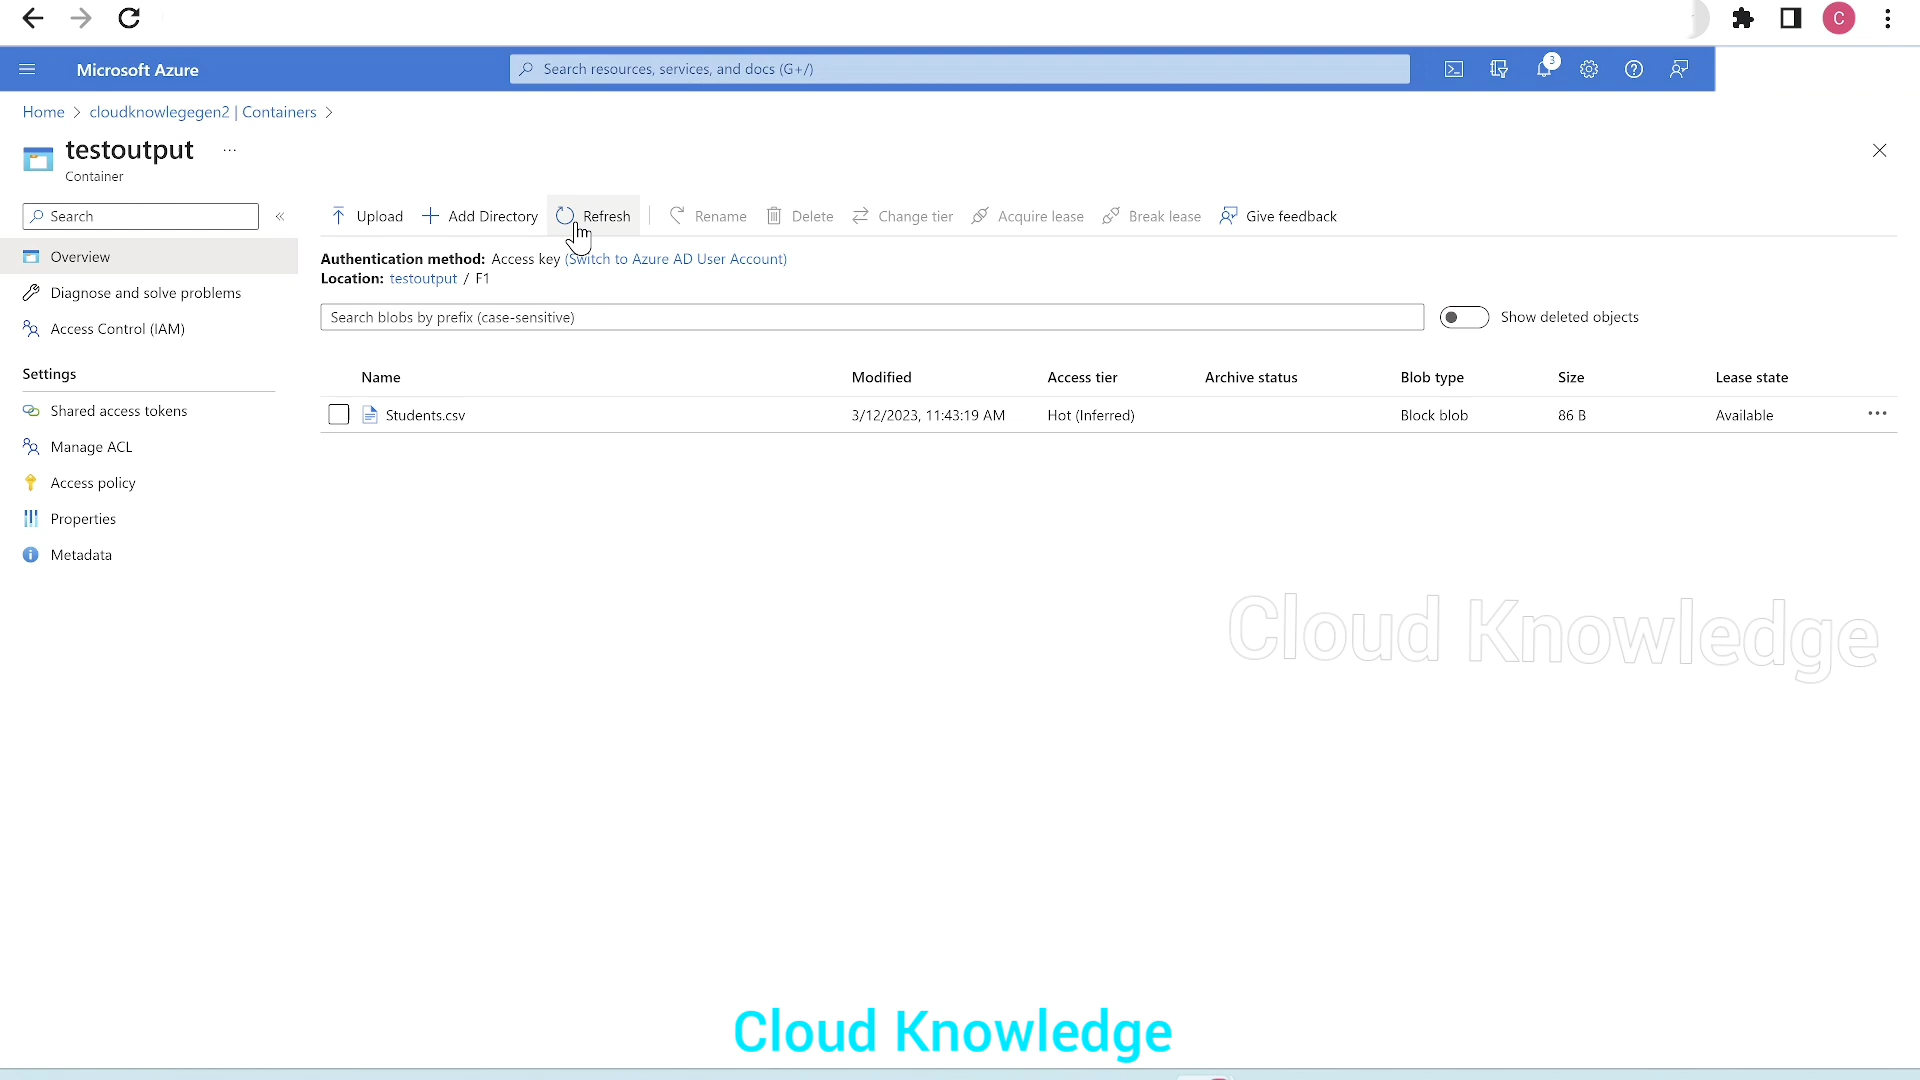 C
Microsoft Azure
Search resources, services, and docs (G+/)
3
Home > cloudknowlegegen2 | Containers >
testoutput ...
Container
Search «
Upload Add Directory Refresh Rename Delete Change tier Acquire lease Break lease Give feedback
Overview
Diagnose and solve problems
Access Control (IAM)
Settings
Shared access tokens
Manage ACL
Access policy
Properties
Metadata
Authentication method: Access key (Switch to Azure AD User Account)
Location: testoutput / F1
Search blobs by prefix (case-sensitive)
Show deleted objects
Name Modified Access tier Archive status Blob type Size Lease state
Students.csv 3/12/2023, 11:43:19 AM Hot (Inferred) Block blob 86 B Available ...
Cloud Knowledge
Cloud Knowledge